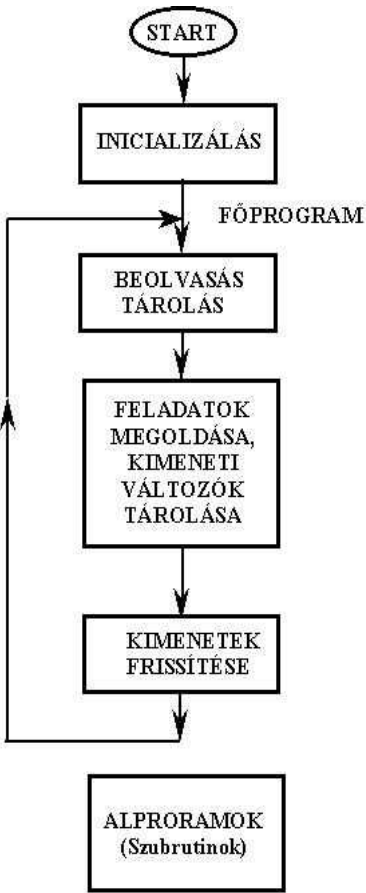 START
INICIALIZÁLÁS
FŐPROGRAM
BEOLVASÁS
TÁROLÁS
FELADATOK
MEGOLDÁSA,
KIMENETI
VÁLTOZÓK
TÁROLÁSA
KIMENETEK
FRISSÍTÉSE
ALPRORAMOK
(Szubrutinok)